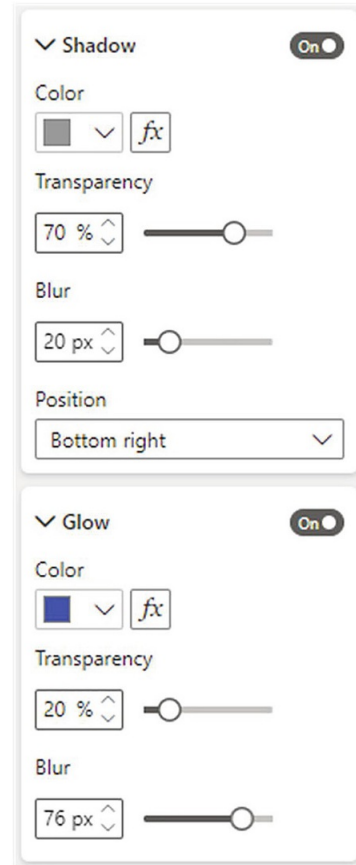 Shadow On
Color
fx
Transparency
70 %
Blur
20 px
Position
Bottom right
Glow On
Color
fx
Transparency
20 %
Blur
76 px